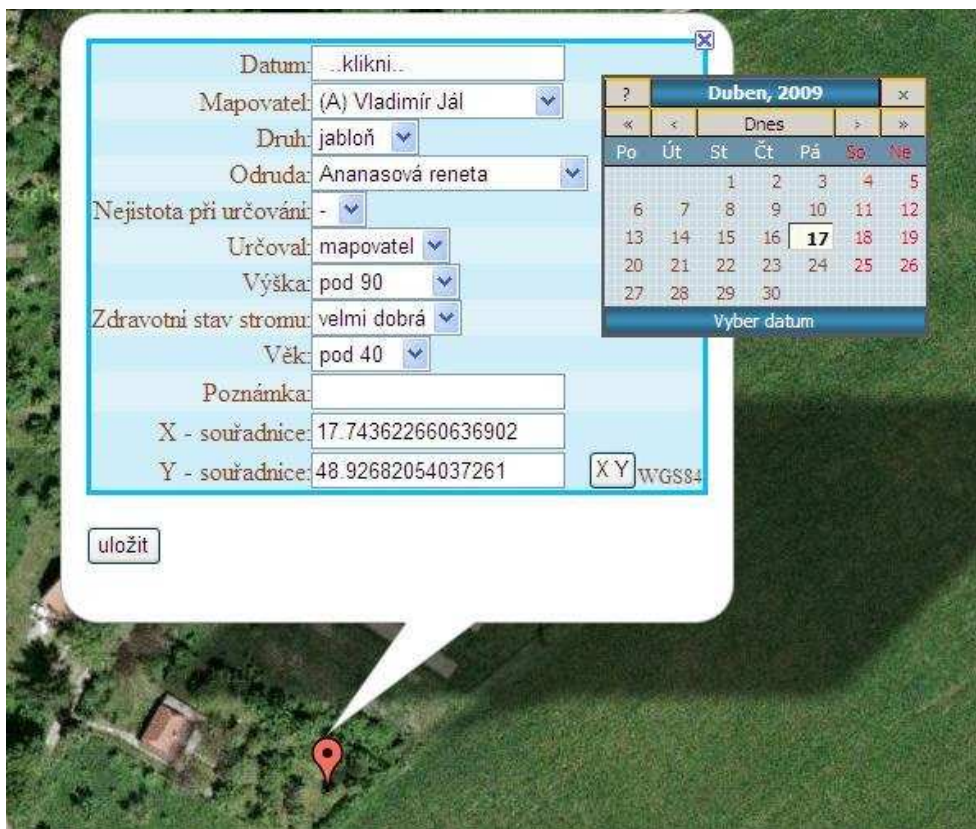 Datum: ..klikni..
Mapovatel: (A) Vladimír Jál
Druh: jabloň
Odruda: Ananasová reneta
Nejistota při určování: -
Určoval: mapovatel
Výška: pod 90
Zdravotní stav stromu: velmi dobrá
Věk: pod 40
Poznámka:
X - souřadnice: 17.743622660636902
Y - souřadnice: 48.92682054037261 X Y WGS84
uložit
? Duben, 2009 ×
« ‹ Dnes › »
Po Út St Čt Pá So Ne
1 2 3 4 5
6 7 8 9 10 11 12
13 14 15 16 17 18 19
20 21 22 23 24 25 26
27 28 29 30
Vyber datum